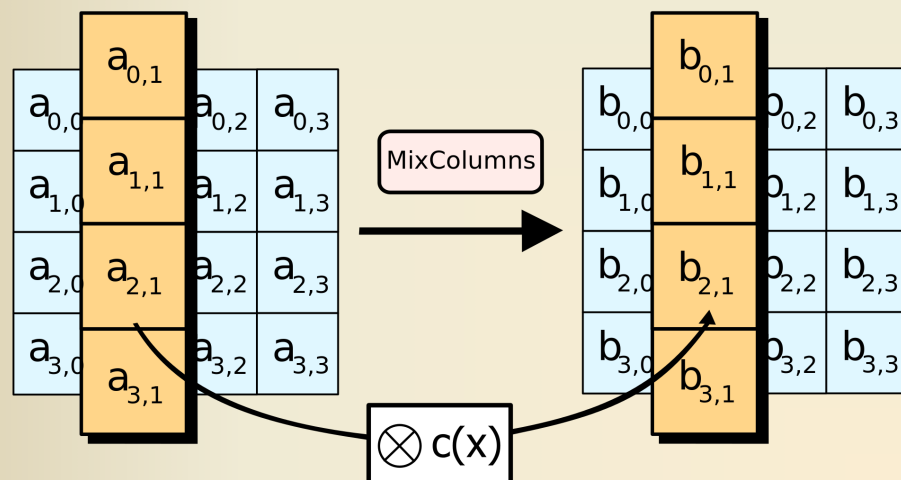 a0,1
a0,0 a0,2 a0,3
a1,1
a1,0 a1,2 a1,3
a2,1
a2,0 a2,2 a2,3
a3,0 a3,2 a3,3
a3,1
MixColumns
b0,1
b0,0 b0,2 b0,3
b1,1
b1,0 b1,2 b1,3
b2,1
b2,0 b2,2 b2,3
b3,0 b3,2 b3,3
b3,1
⊗ c(x)